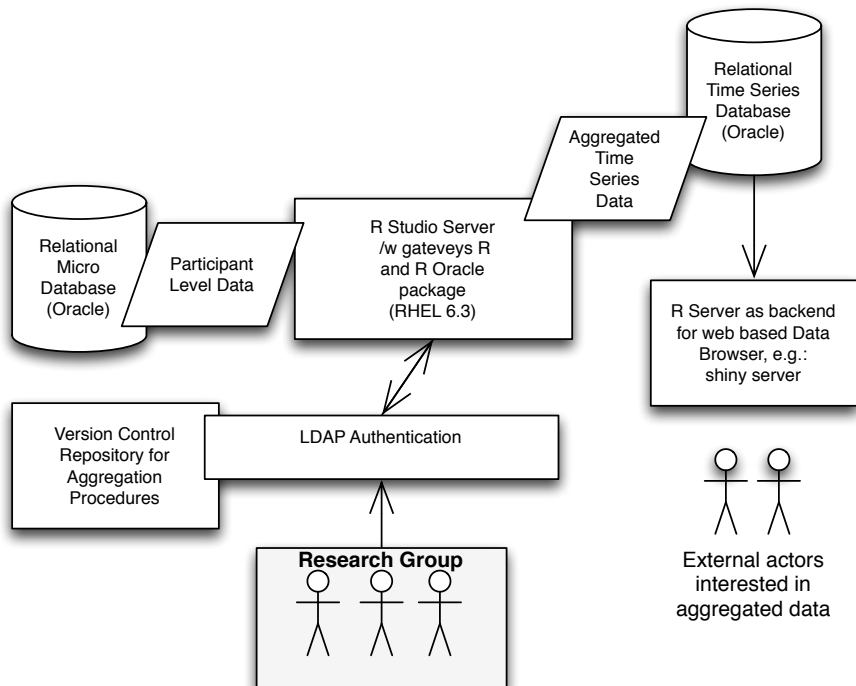 Relational
Time Series
Database
(Oracle)
Aggregated
Time
Series
Data
R Studio Server
/w gateveys R
and R Oracle
package
(RHEL 6.3)
Relational
Micro
Database
(Oracle)
Participant
Level Data
R Server as backend
for web based Data
Browser, e.g.:
shiny server
Version Control
Repository for
Aggregation
Procedures
LDAP Authentication
Research Group
External actors
interested in
aggregated data